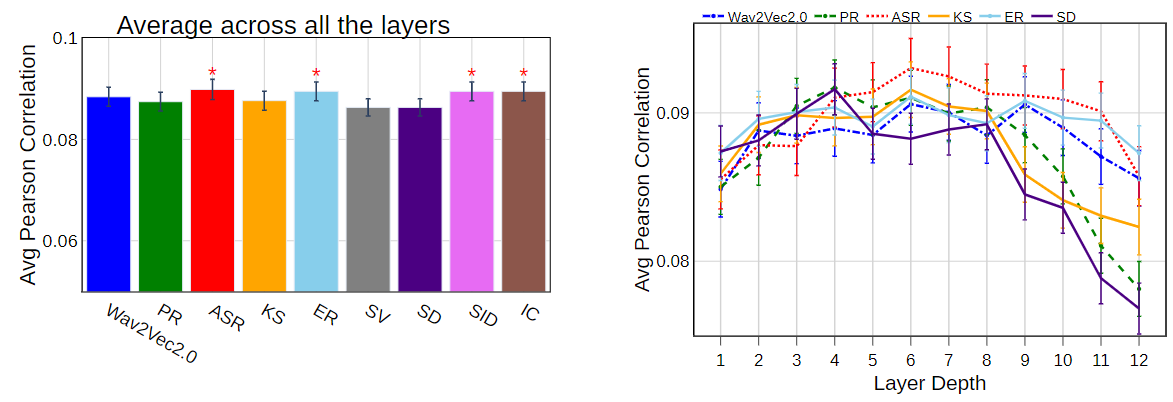 Average across all the layers
Avg Pearson Correlation
0.1
0.08
0.06
* * * *
Wav2Vec2.0 PR ASR KS ER SV SD SID IC
Wav2Vec2.0 PR ASR KS ER SD
Avg Pearson Correlation
0.09
0.08
1 2 3 4 5 6 7 8 9 10 11 12
Layer Depth